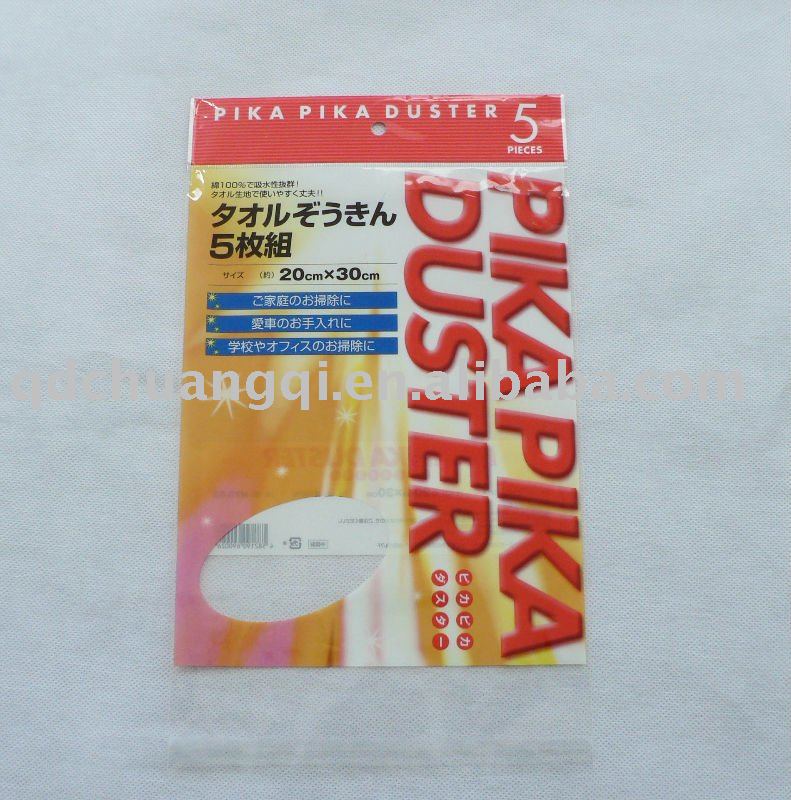 PIKA PIKA DUSTER 5
PIECES
綿100%で吸水性抜群!
タオル生地で使いやすく丈夫!!
タオルぞうきん
5枚組
サイズ (約) 20cm×30cm
ご家庭のお掃除に
愛車のお手入れに
学校やオフィスのお掃除に
PIKA PIKA
DUSTER
ピカピカ
ダスター
qdchuangqi.en.alibaba.com